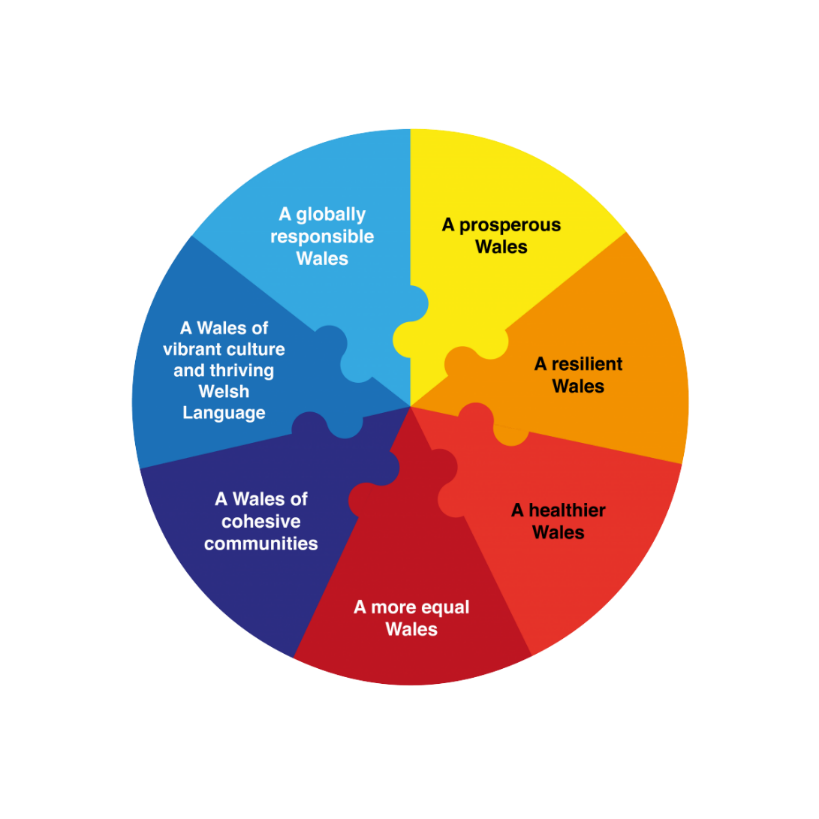 A prosperous
Wales
A resilient
Wales
A healthier
Wales
A more equal
Wales
A Wales of
cohesive
communities
A Wales of
vibrant culture
and thriving
Welsh
Language
A globally
responsible
Wales